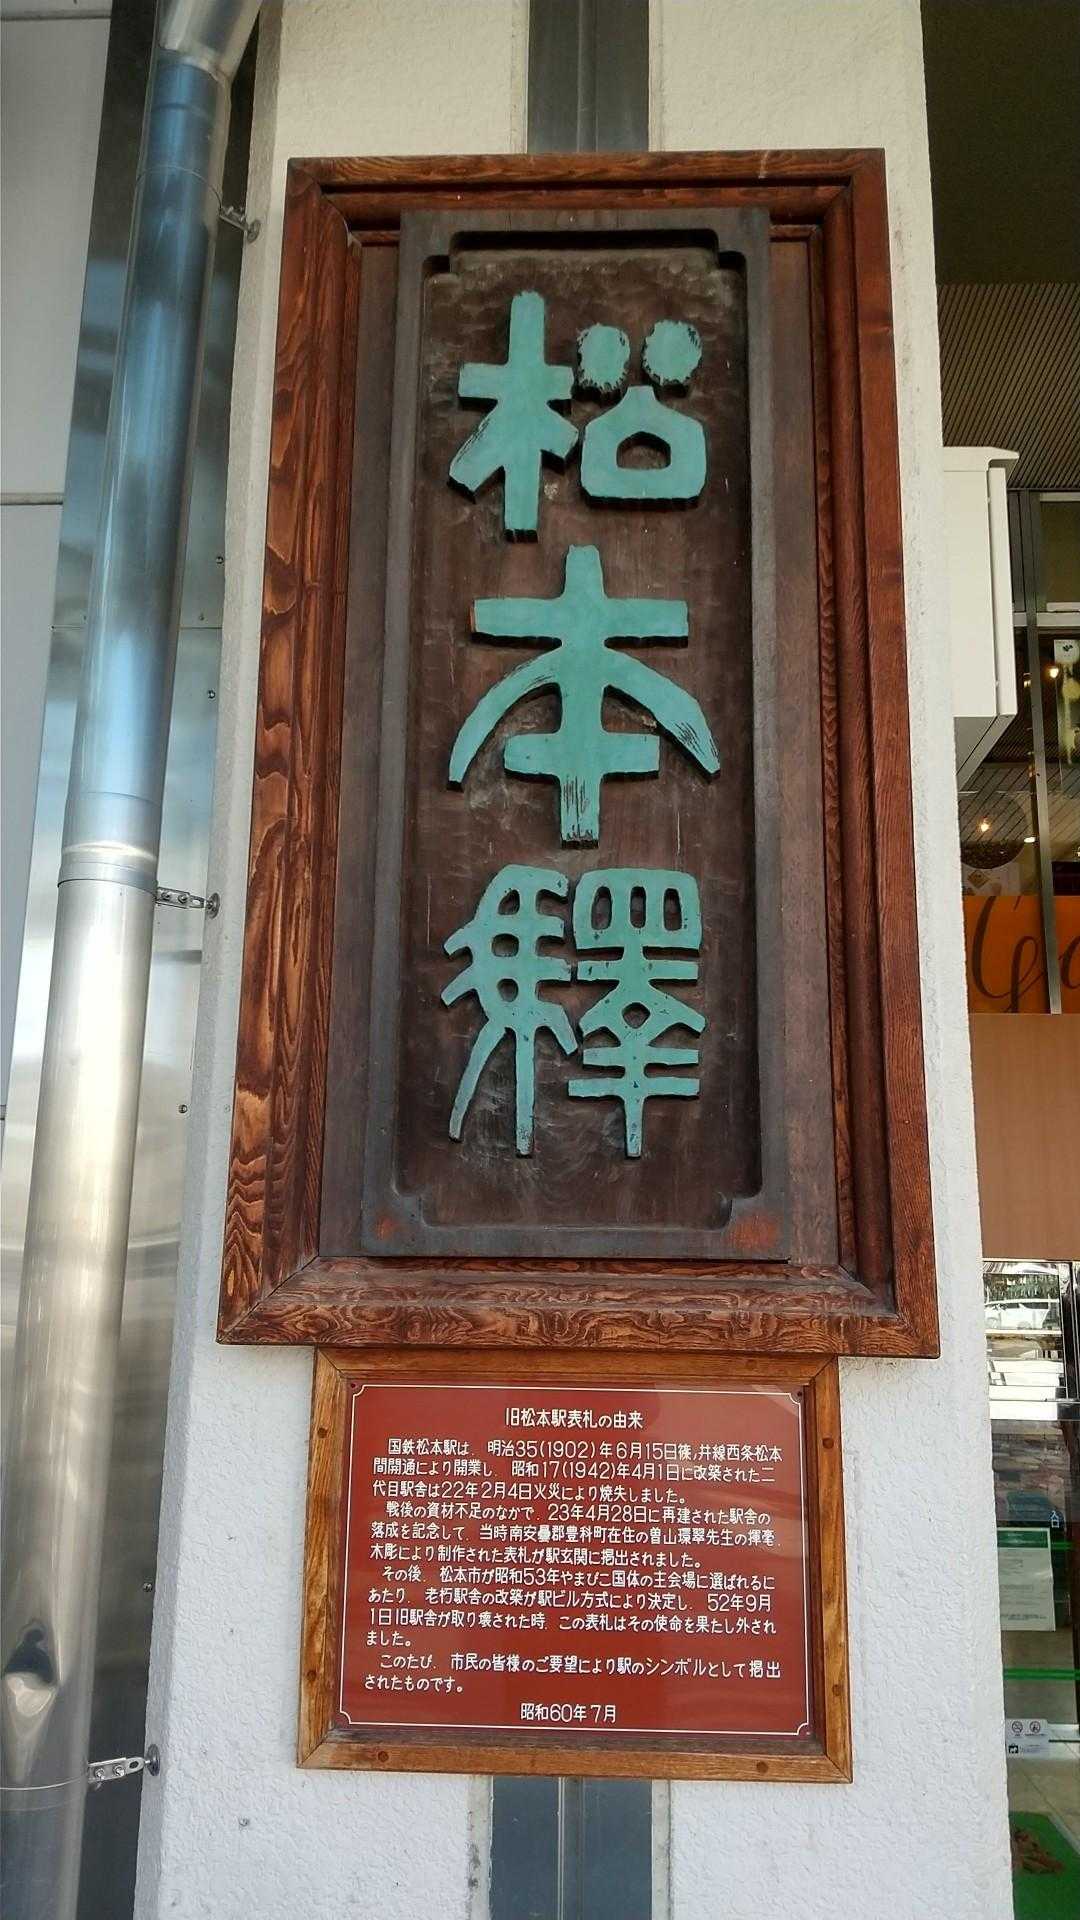 松本驛
旧松本駅表札の由来
国鉄松本駅は、明治35(1902)年6月15日篠ノ井線西条松本
間開通により開業し、昭和17(1942)年4月1日に改築された二
代目駅舎は22年2月4日火災により焼失しました。
戦後の資材不足のなかで、23年4月28日に再建された駅舎の
落成を記念して、当時南安曇郡豊科町在住の曽山環翠先生の揮毫、
木彫により制作された表札が駅玄関に掲出されました。
その後、松本市が昭和53年やまびこ国体の主会場に選ばれるに
あたり、老朽駅舎の改築が駅ビル方式により決定し、52年9月
1日旧駅舎が取り壊された時、この表札はその使命を果たし外され
ました。
このたび、市民の皆様のご要望により駅のシンボルとして掲出
されたものです。
昭和60年7月